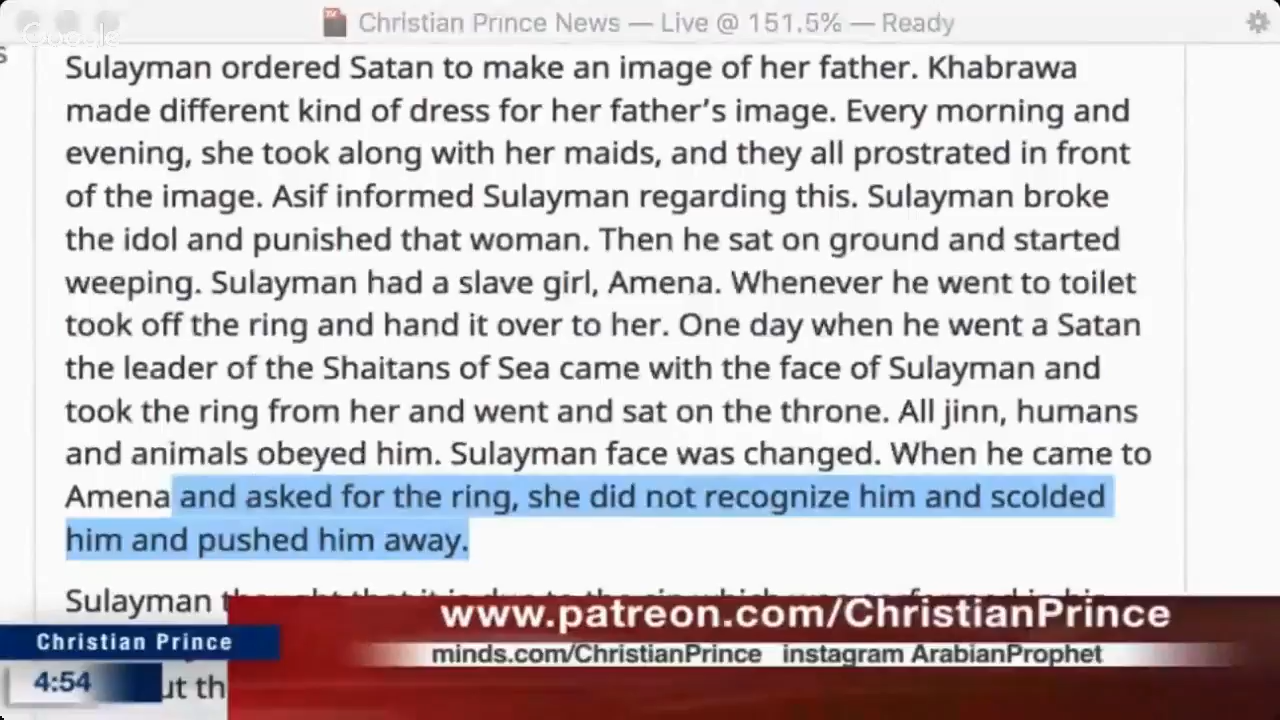 Christian Prince News — Live @ 151.5% — Ready
Google
s
Sulayman ordered Satan to make an image of her father. Khabrawa
made different kind of dress for her father’s image. Every morning and
evening, she took along with her maids, and they all prostrated in front
of the image. Asif informed Sulayman regarding this. Sulayman broke
the idol and punished that woman. Then he sat on ground and started
weeping. Sulayman had a slave girl, Amena. Whenever he went to toilet
took off the ring and hand it over to her. One day when he went a Satan
the leader of the Shaitans of Sea came with the face of Sulayman and
took the ring from her and went and sat on the throne. All jinn, humans
and animals obeyed him. Sulayman face was changed. When he came to
Amena and asked for the ring, she did not recognize him and scolded
him and pushed him away.
Sulayman
www.patreon.com/ChristianPrince
Christian Prince
minds.com/ChristianPrince instagram ArabianProphet
4:54
ut th